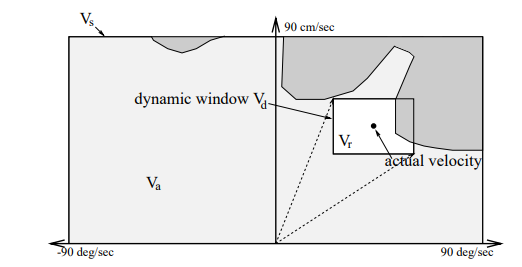 Vs
90 cm/sec
dynamic window Vd
Vr
actual velocity
Va
-90 deg/sec
90 deg/sec